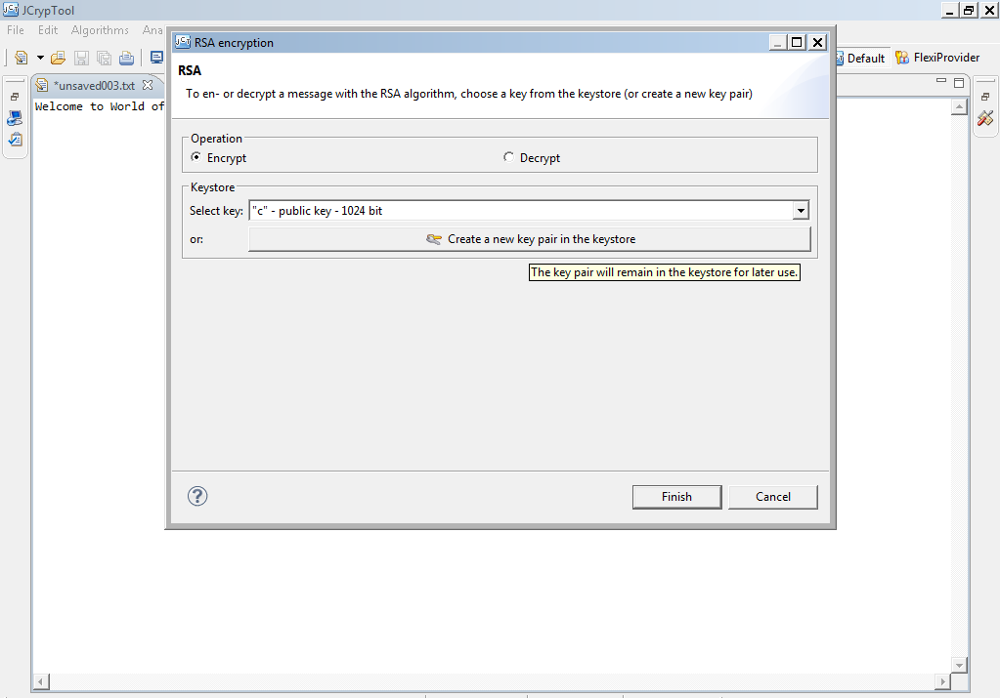 JCrypTool
File Edit Algorithms Ana
Default FlexiProvider
*unsaved003.txt
Welcome to World of
RSA encryption
RSA
To en- or decrypt a message with the RSA algorithm, choose a key from the keystore (or create a new key pair)
Operation
Encrypt Decrypt
Keystore
Select key: "c" - public key - 1024 bit
or: Create a new key pair in the keystore
The key pair will remain in the keystore for later use.
? Finish Cancel